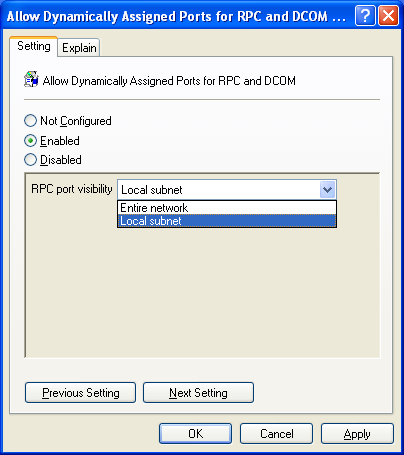 Allow Dynamically Assigned Ports for RPC and DCOM ...
Setting Explain
Allow Dynamically Assigned Ports for RPC and DCOM
Not Configured
Enabled
Disabled
RPC port visibility Local subnet
Entire network
Local subnet
Previous Setting Next Setting
OK Cancel Apply